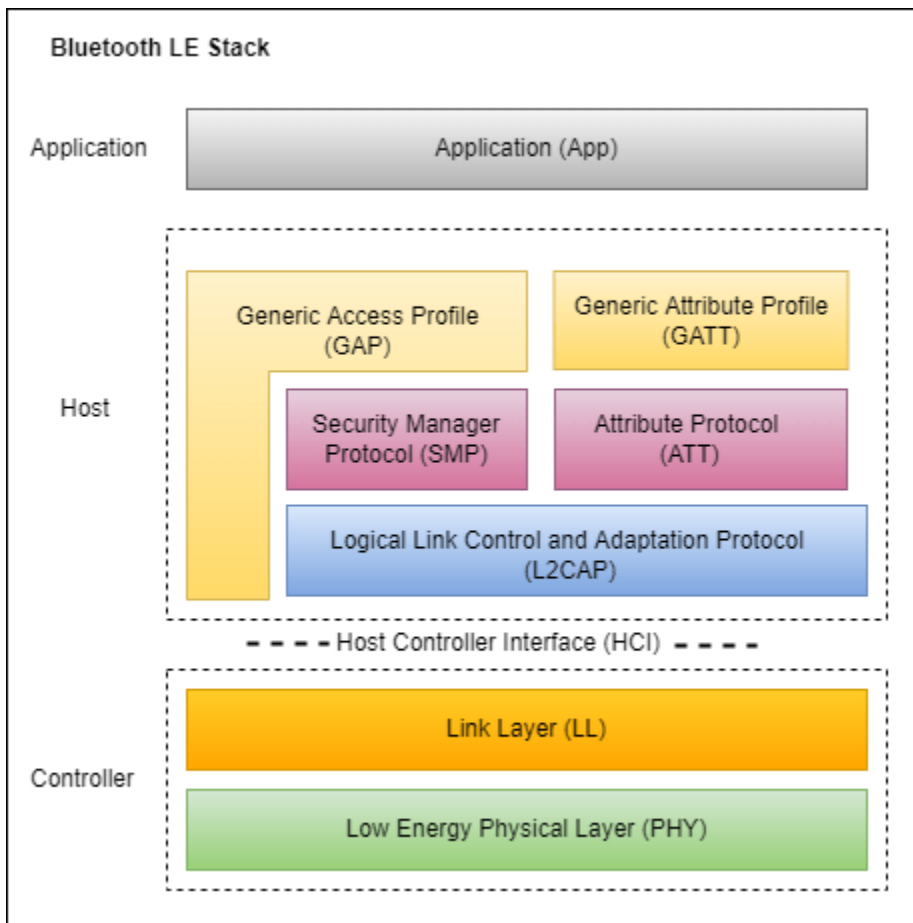 Bluetooth LE Stack
Application
Application (App)
Host
Generic Access Profile
(GAP)
Generic Attribute Profile
(GATT)
Security Manager
Protocol (SMP)
Attribute Protocol
(ATT)
Logical Link Control and Adaptation Protocol
(L2CAP)
Host Controller Interface (HCI)
Controller
Link Layer (LL)
Low Energy Physical Layer (PHY)